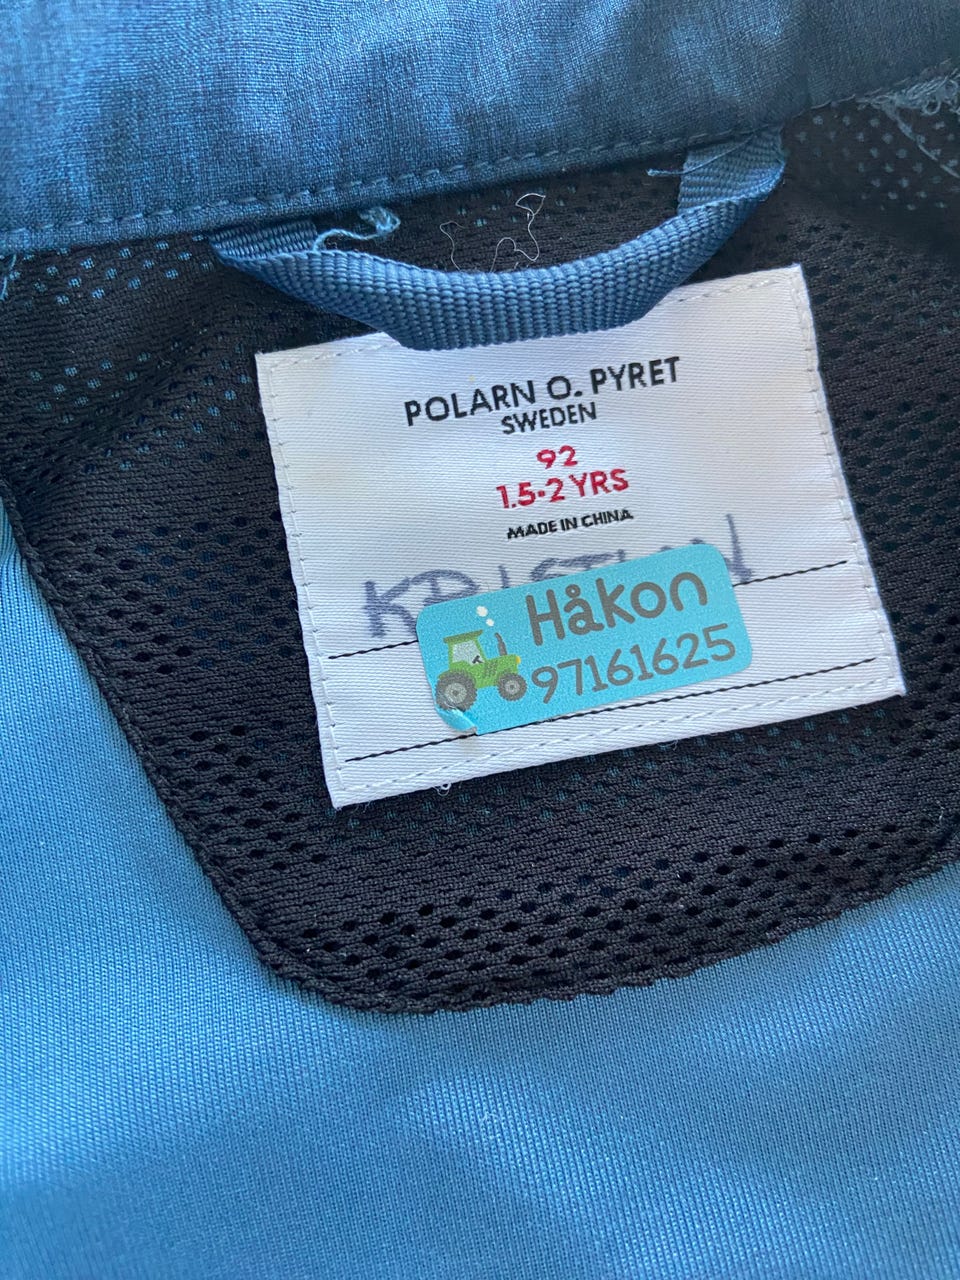 POLARN O. PYRET
SWEDEN
92
1.5-2 YRS
MADE IN CHINA
Håkon
97161625